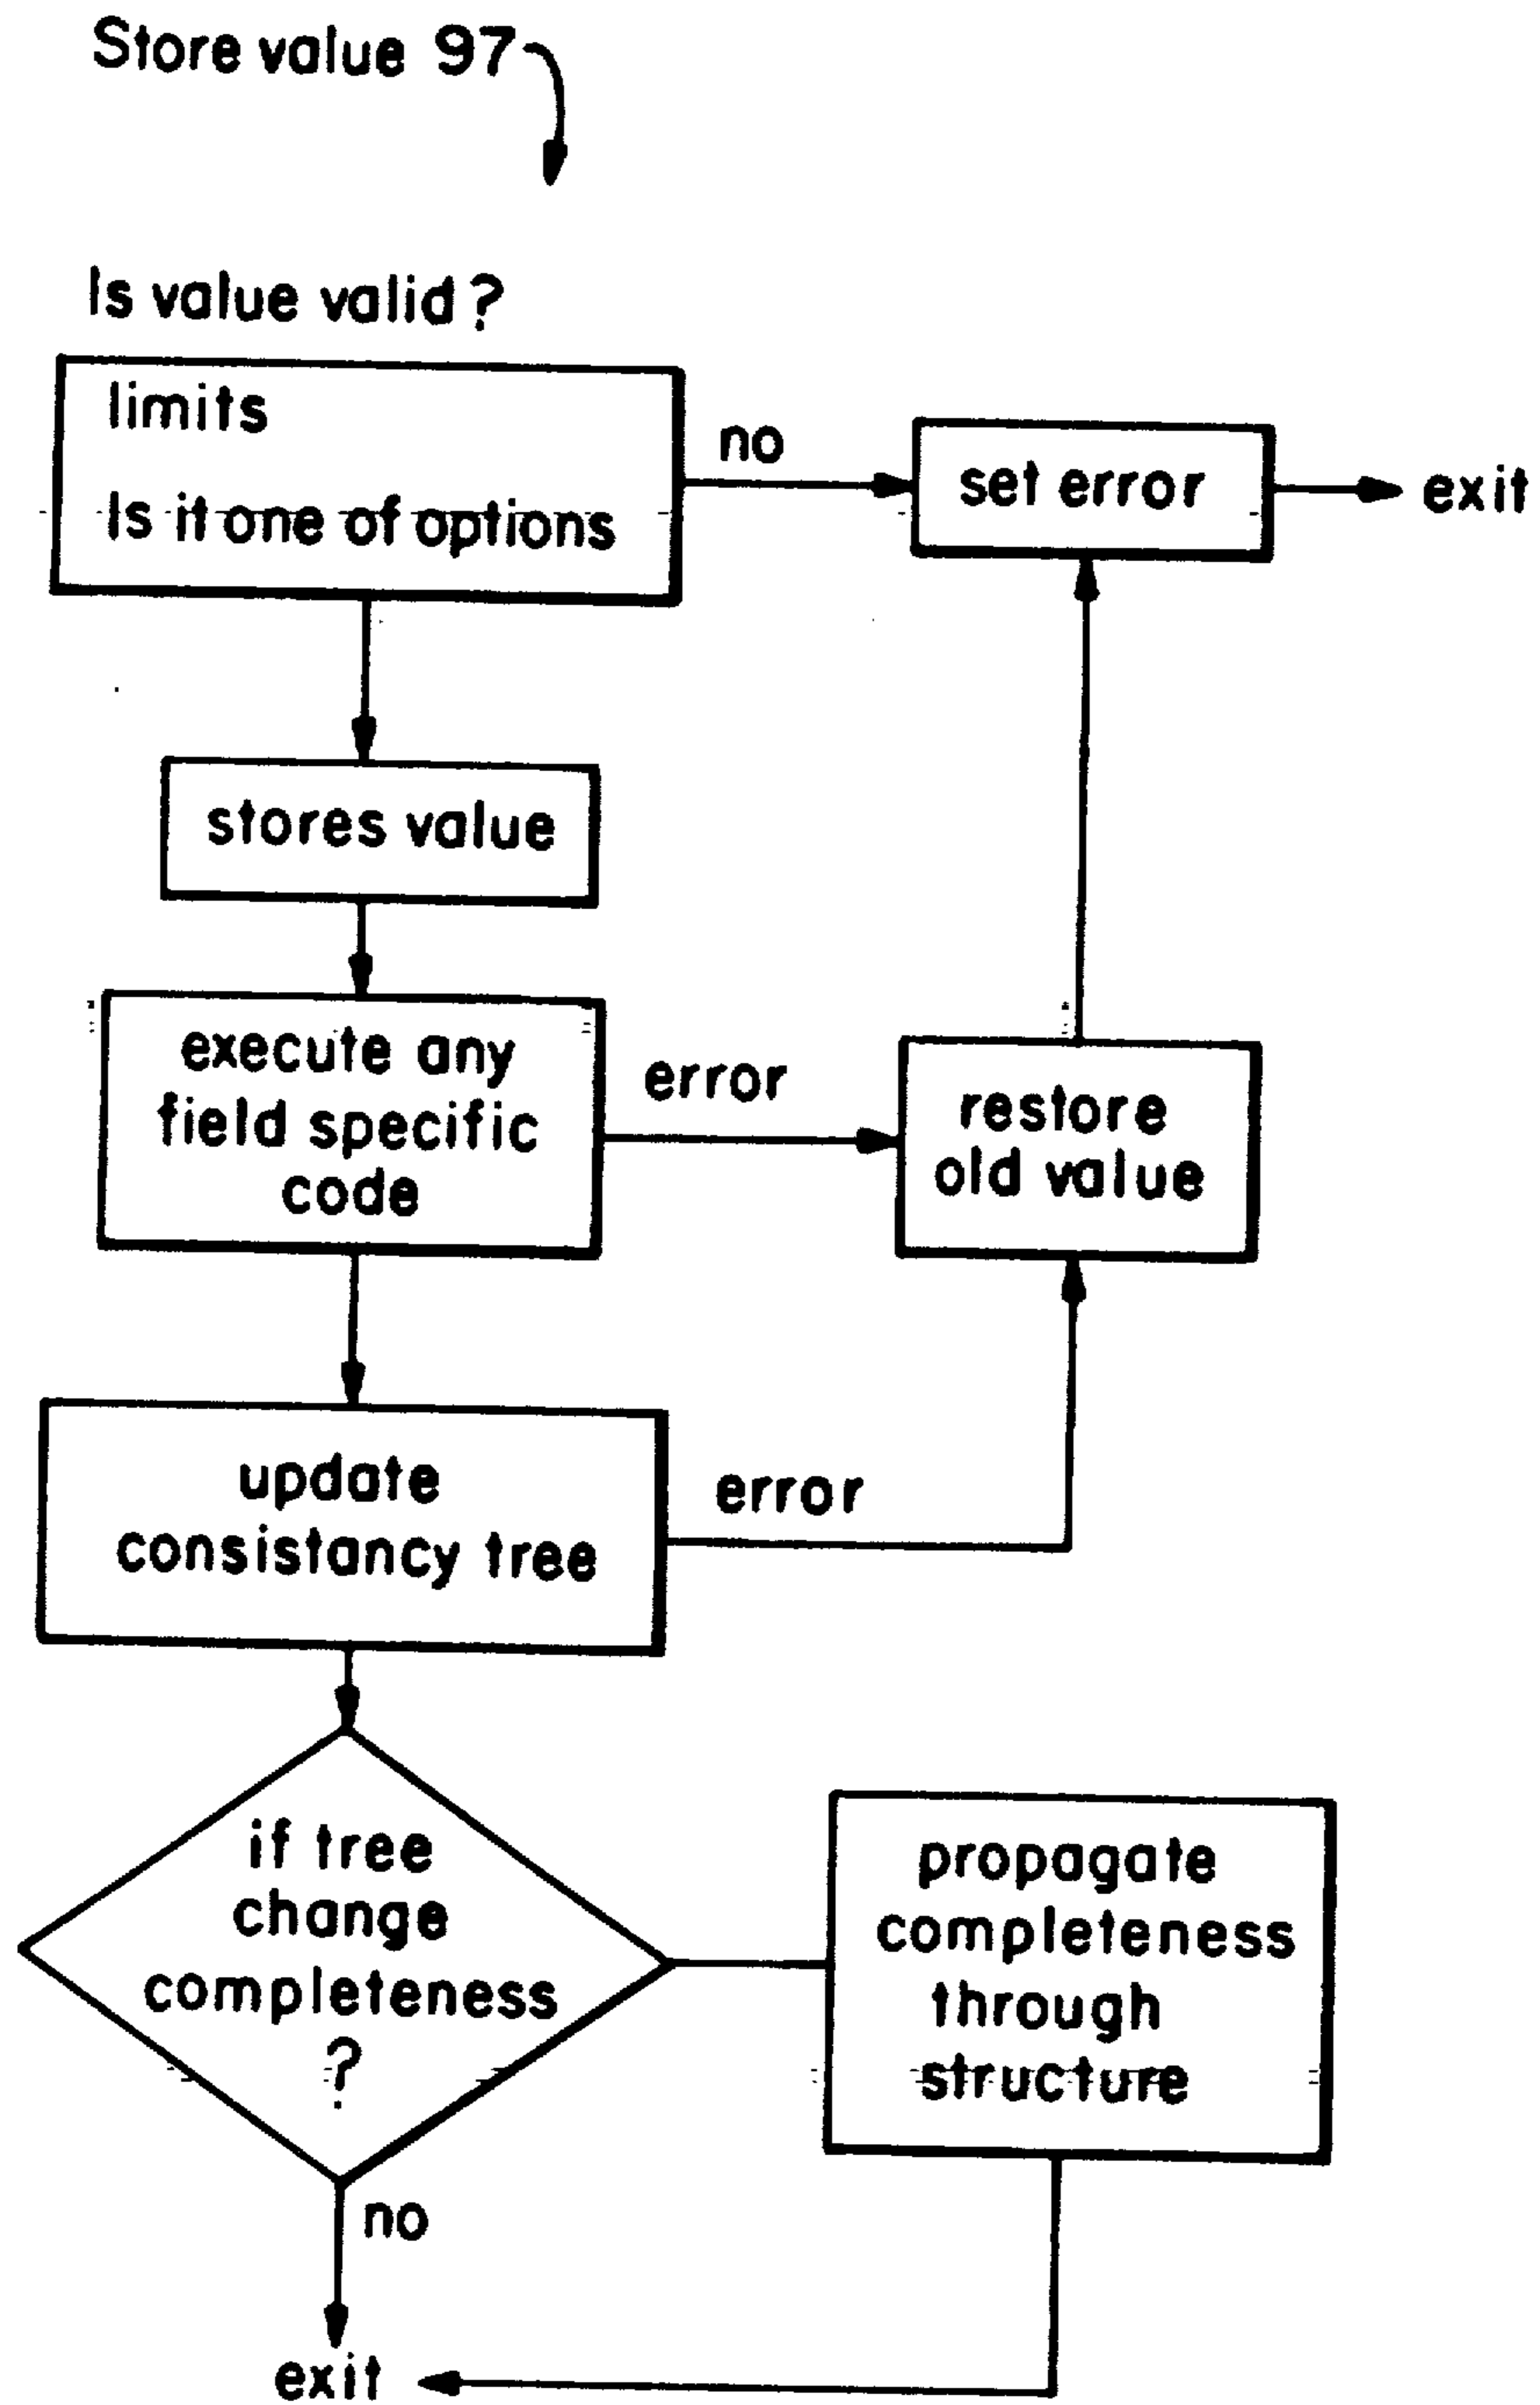 Store value 97
Is value valid?
limits
no
set error
exit
Is it one of options
stores value
execute any
field specific
code
error
restore
old value
update
consistancy tree
error
if tree
change
completeness
?
propagate
completeness
through
structure
no
exit